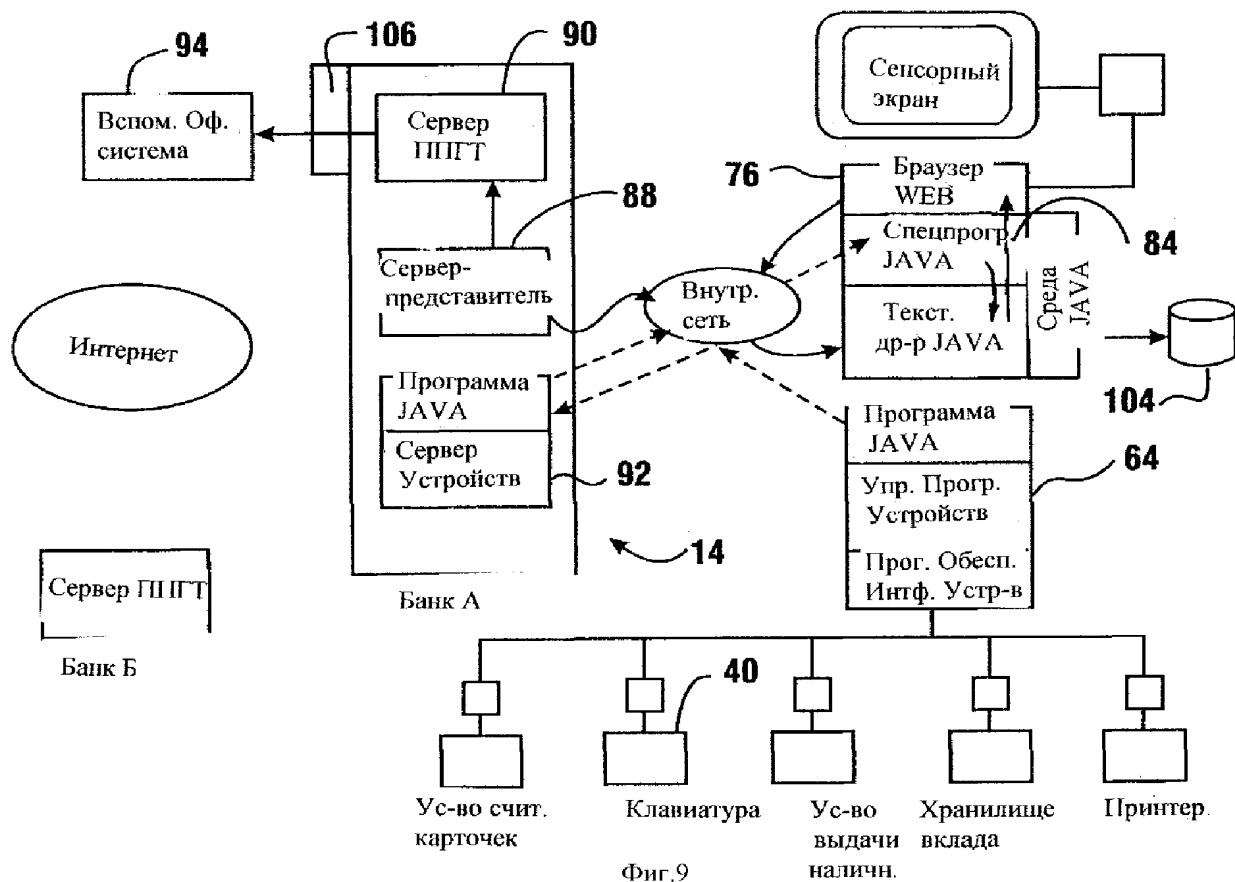 94
106
90
Сенсорный
экран
Вспом. Оф.
система
Сервер
ППГТ
76
Браузер
WEB
88
Спецпрогр
JAVA
84
Сервер-
представитель
Внутр.
сеть
Текст.
др-р JAVA
Среда
JAVA
Интернет
104
Программа
JAVA
Программа
JAVA
Сервер
Устройств
92
64
Упр. Прогр.
Устройств
14
Прог. Обесп.
Интф. Устр-в
Сервер ППГТ
Банк А
Банк Б
40
Ус-во счит.
карточек
Клавиатура
Ус-во
выдачи
наличн.
Хранилище
вклада
Принтер.
Фиг.9